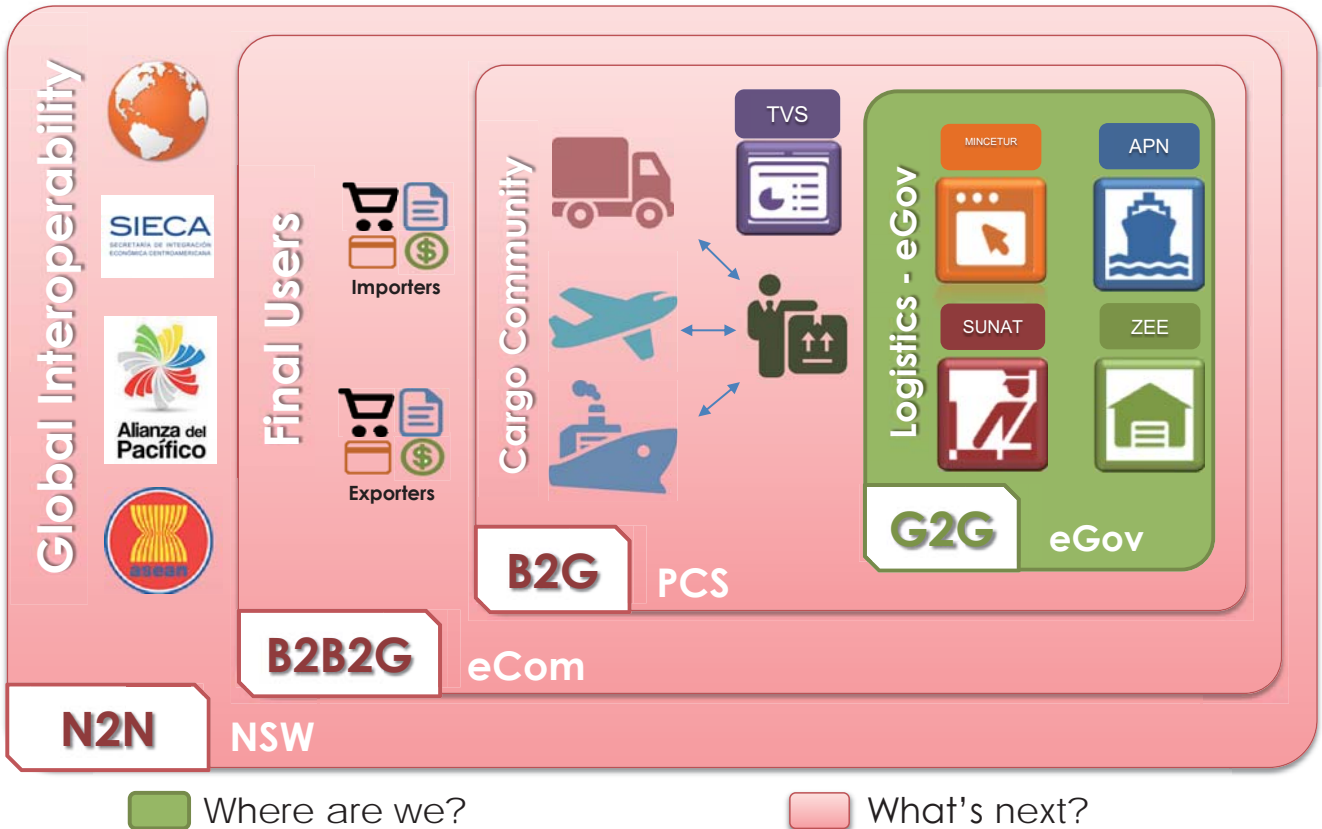 Global Interoperability
SIECA
SECRETARÍA DE INTEGRACIÓN
ECONÓMICA CENTROAMERICANA
Alianza del
Pacífico
asean
N2N
NSW
Final Users
Importers
Exporters
B2B2G
eCom
Cargo Community
TVS
B2G
PCS
Logistics - eGov
MINCETUR
APN
SUNAT
ZEE
G2G
eGov
Where are we?
What's next?